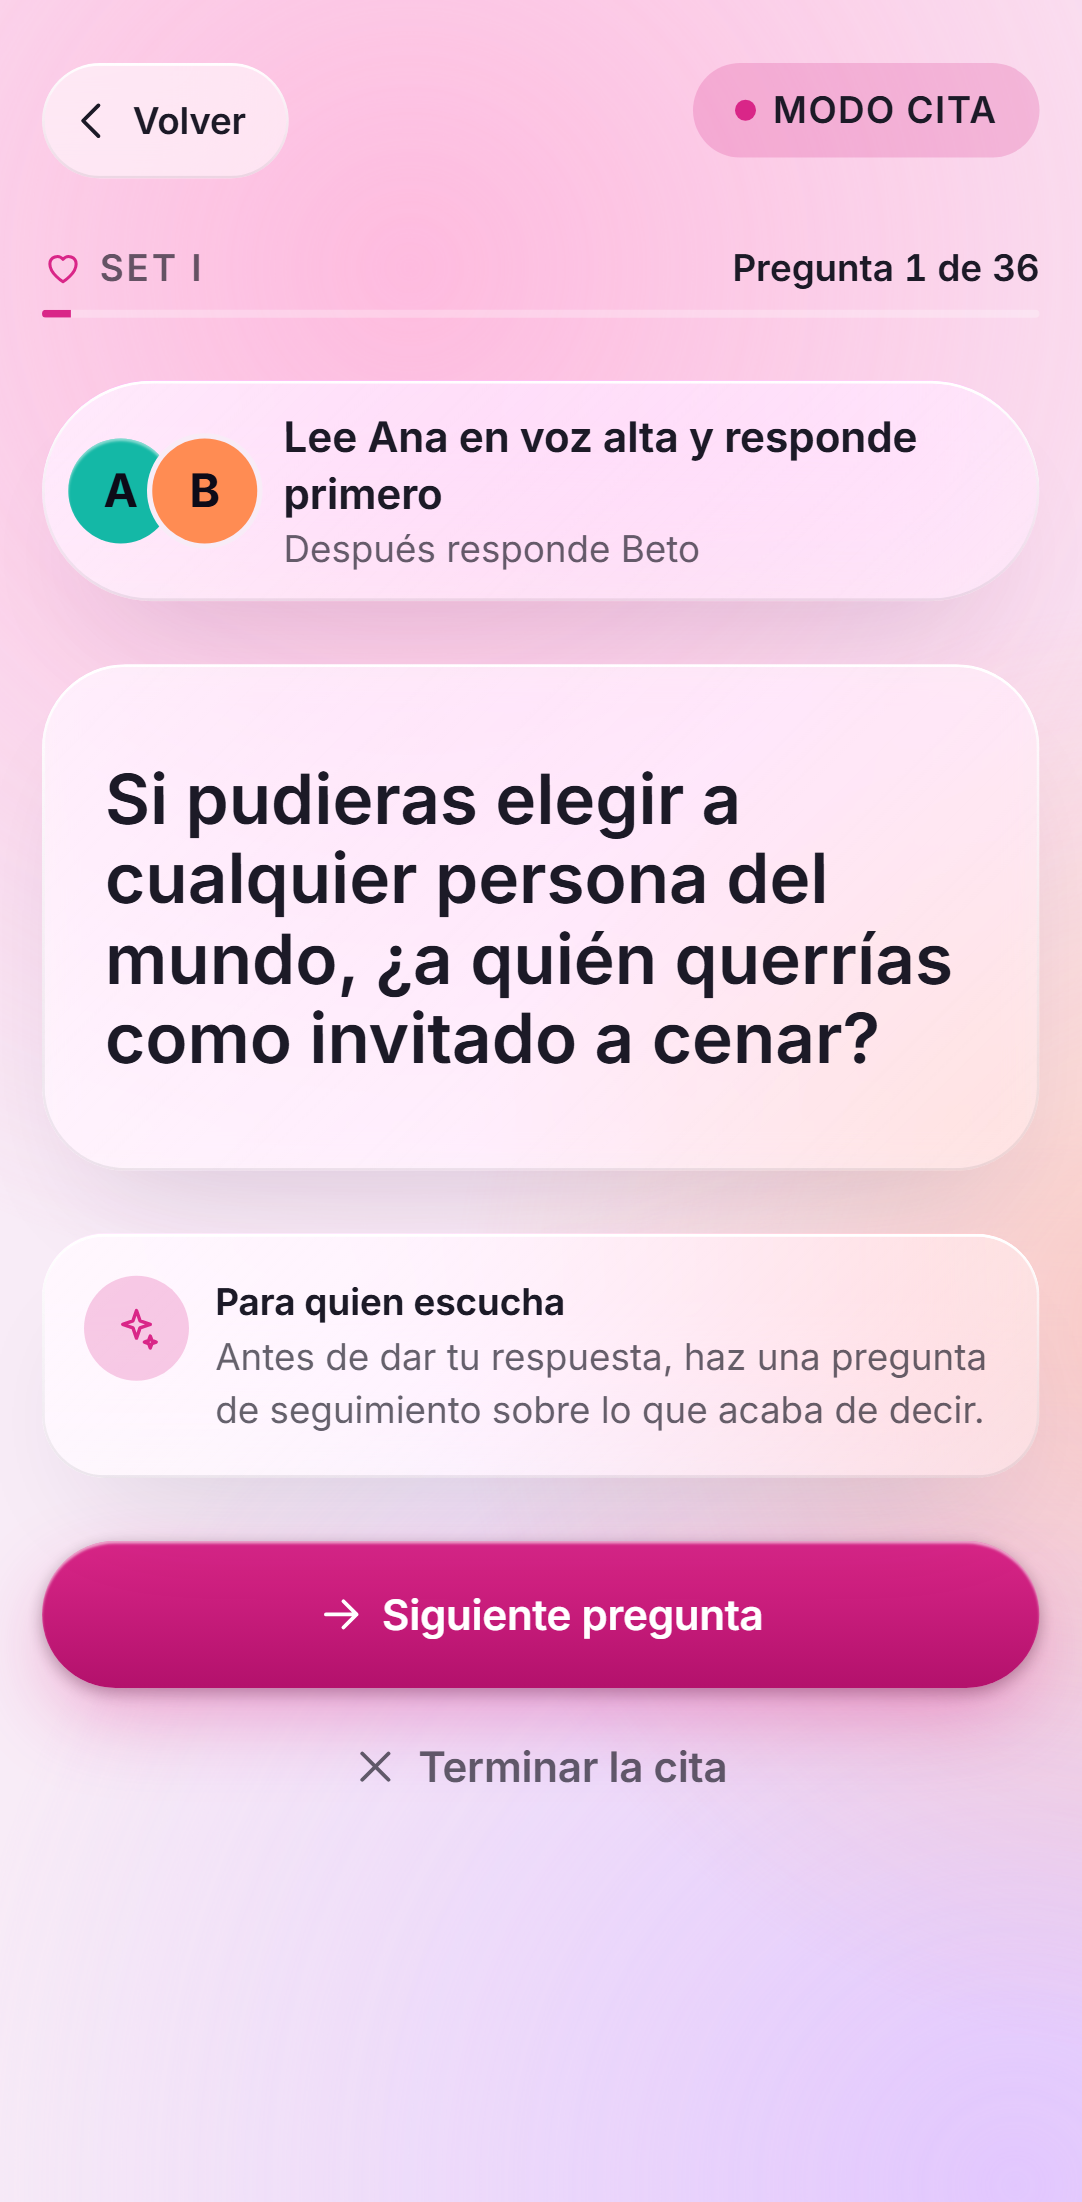 Volver
MODO CITA
SET I
Pregunta 1 de 36
A
B
Lee Ana en voz alta y responde
primero
Después responde Beto
Si pudieras elegir a
cualquier persona del
mundo, ¿a quién querrías
como invitado a cenar?
Para quien escucha
Antes de dar tu respuesta, haz una pregunta
de seguimiento sobre lo que acaba de decir.
Siguiente pregunta
Terminar la cita